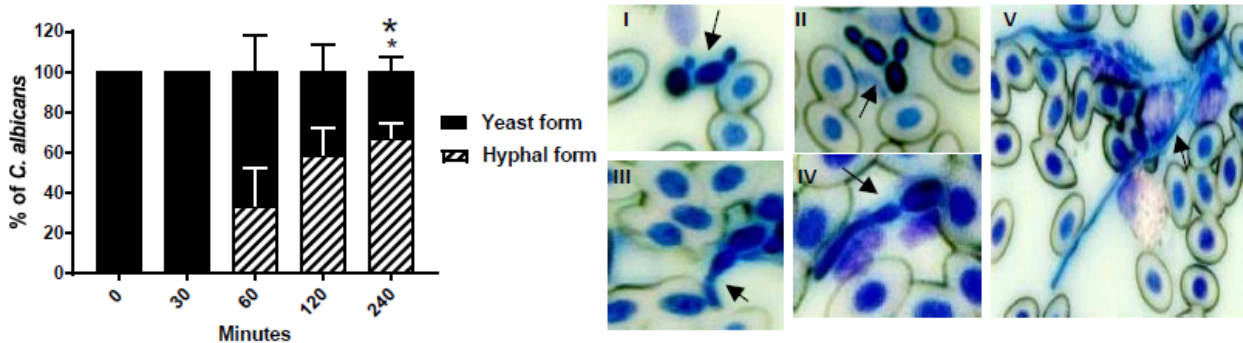 120
100
80
60
40
20
0
% of C. albicans
*
*
0 30 60 120 240
Minutes
Yeast form
Hyphal form
I
II
III
IV
V